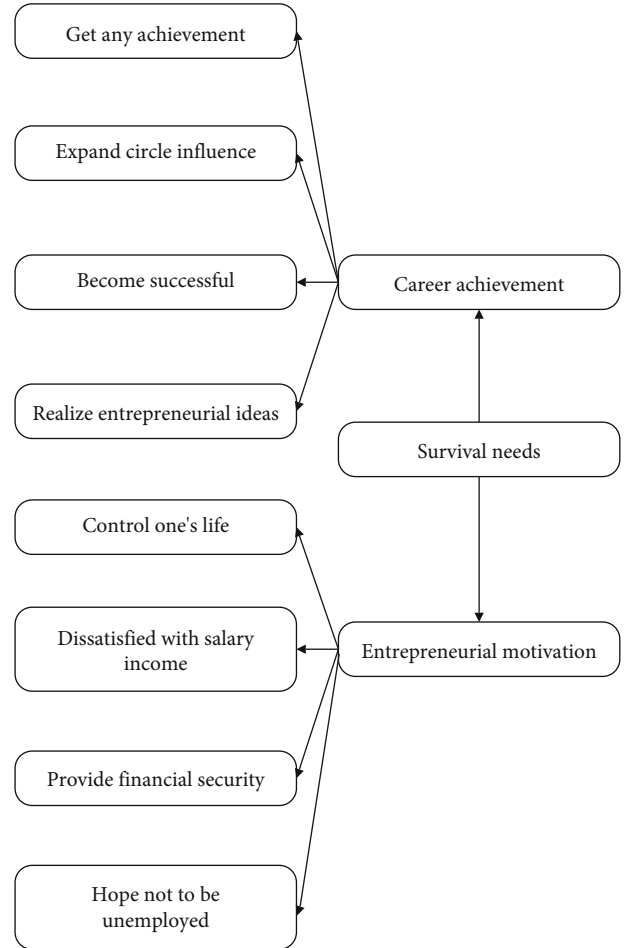 Get any achievement
Expand circle influence
Become successful
Career achievement
Realize entrepreneurial ideas
Survival needs
Control one's life
Dissatisfied with salary
income
Entrepreneurial motivation
Provide financial security
Hope not to be
unemployed